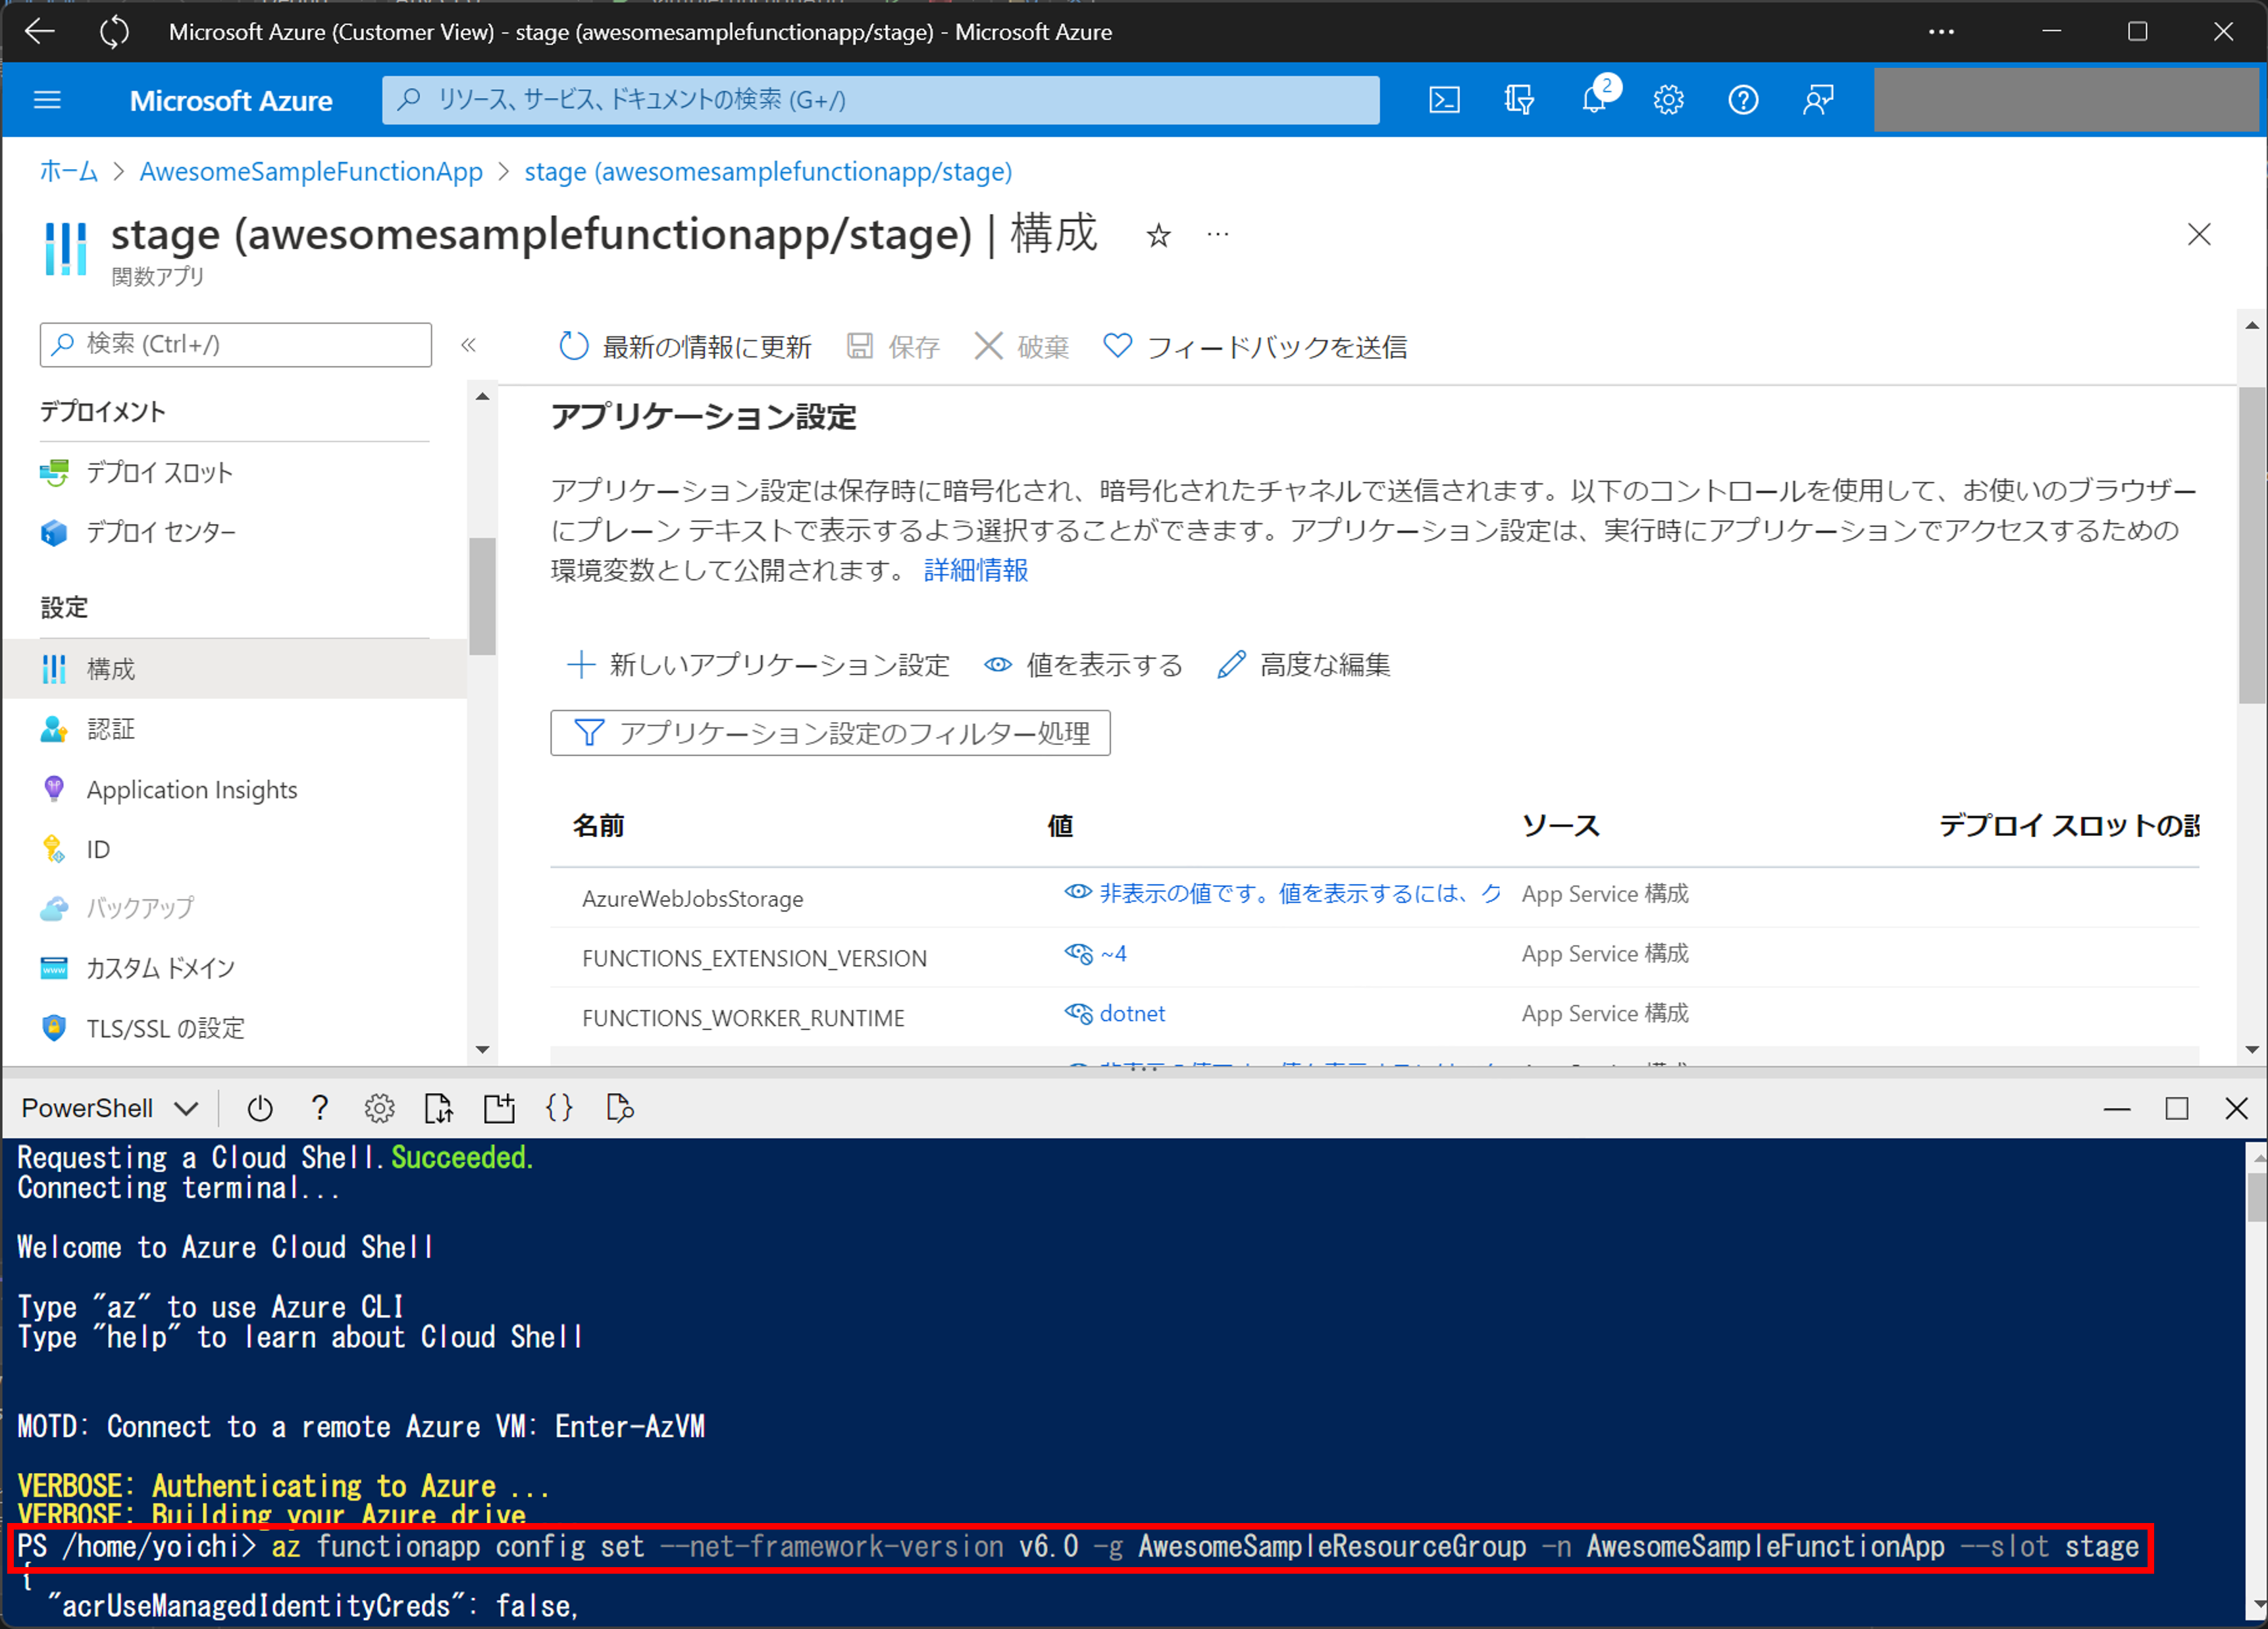 Microsoft Azure (Customer View) - stage (awesomesamplefunctionapp/stage) - Microsoft Azure
Microsoft Azure
リソース、サービス、ドキュメントの検索 (G+/)
2
ホーム > AwesomeSampleFunctionApp > stage (awesomesamplefunctionapp/stage)
stage (awesomesamplefunctionapp/stage) | 構成
関数アプリ
検索 (Ctrl+/)
デプロイメント
デプロイ スロット
デプロイ センター
設定
構成
認証
Application Insights
ID
バックアップ
カスタム ドメイン
TLS/SSL の設定
最新の情報に更新 保存 破棄 フィードバックを送信
アプリケーション設定
アプリケーション設定は保存時に暗号化され、暗号化されたチャネルで送信されます。以下のコントロールを使用して、お使いのブラウザー
にプレーン テキストで表示するよう選択することができます。アプリケーション設定は、実行時にアプリケーションでアクセスするための
環境変数として公開されます。 詳細情報
新しいアプリケーション設定 値を表示する 高度な編集
アプリケーション設定のフィルター処理
名前 値 ソース デプロイ スロットの設
AzureWebJobsStorage 非表示の値です。値を表示するには、ク App Service 構成
FUNCTIONS_EXTENSION_VERSION ~4 App Service 構成
FUNCTIONS_WORKER_RUNTIME dotnet App Service 構成
PowerShell
Requesting a Cloud Shell.Succeeded.
Connecting terminal...
Welcome to Azure Cloud Shell
Type "az" to use Azure CLI
Type "help" to learn about Cloud Shell
MOTD: Connect to a remote Azure VM: Enter-AzVM
VERBOSE: Authenticating to Azure ...
VERBOSE: Building your Azure drive
PS /home/yoichi> az functionapp config set --net-framework-version v6.0 -g AwesomeSampleResourceGroup -n AwesomeSampleFunctionApp --slot stage
{
"acrUseManagedIdentityCreds": false,